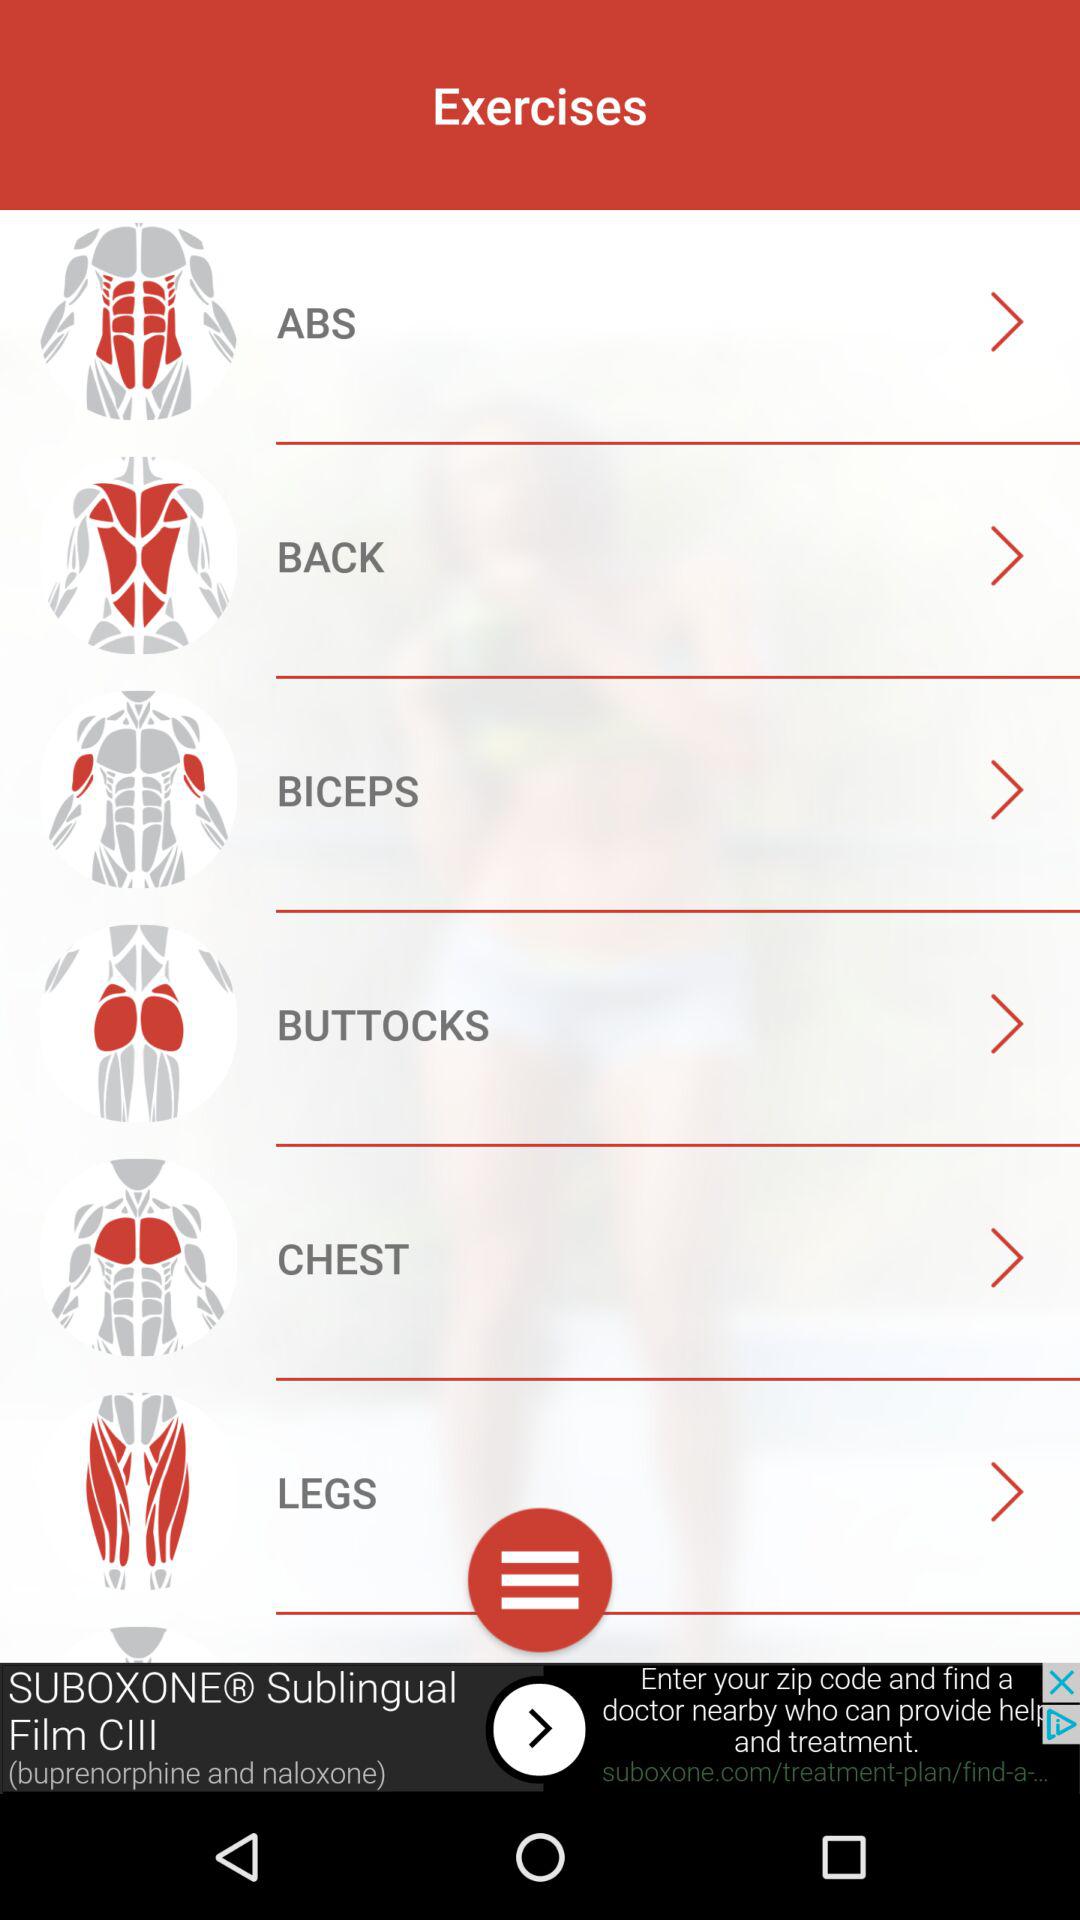 Exercises
ABS
BACK
BICEPS
BUTTOCKS
CHEST
LEGS
SUBOXONE® Sublingual
Film CIII
(buprenorphine and naloxone)
Enter your zip code and find a
doctor nearby who can provide help
and treatment.
suboxone.com/treatment-plan/find-a-...